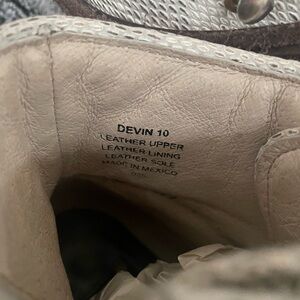 DEVIN 10
LEATHER UPPER
LEATHER LINING
LEATHER SOLE
MADE IN MEXICO